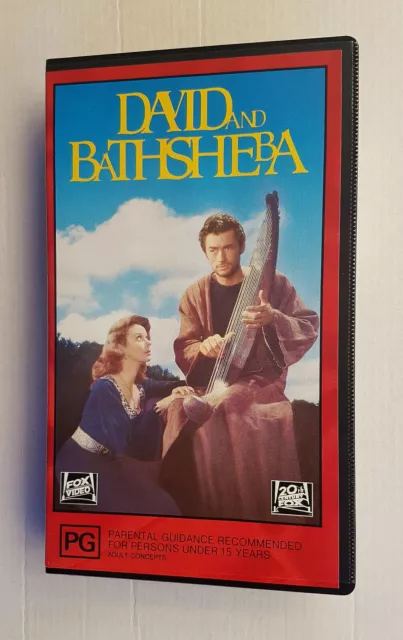 DAVID AND
BATHSHEBA
FOX
VIDEO
20TH
CENTURY
FOX
PG
PARENTAL GUIDANCE RECOMMENDED
FOR PERSONS UNDER 15 YEARS
ADULT CONCEPTS